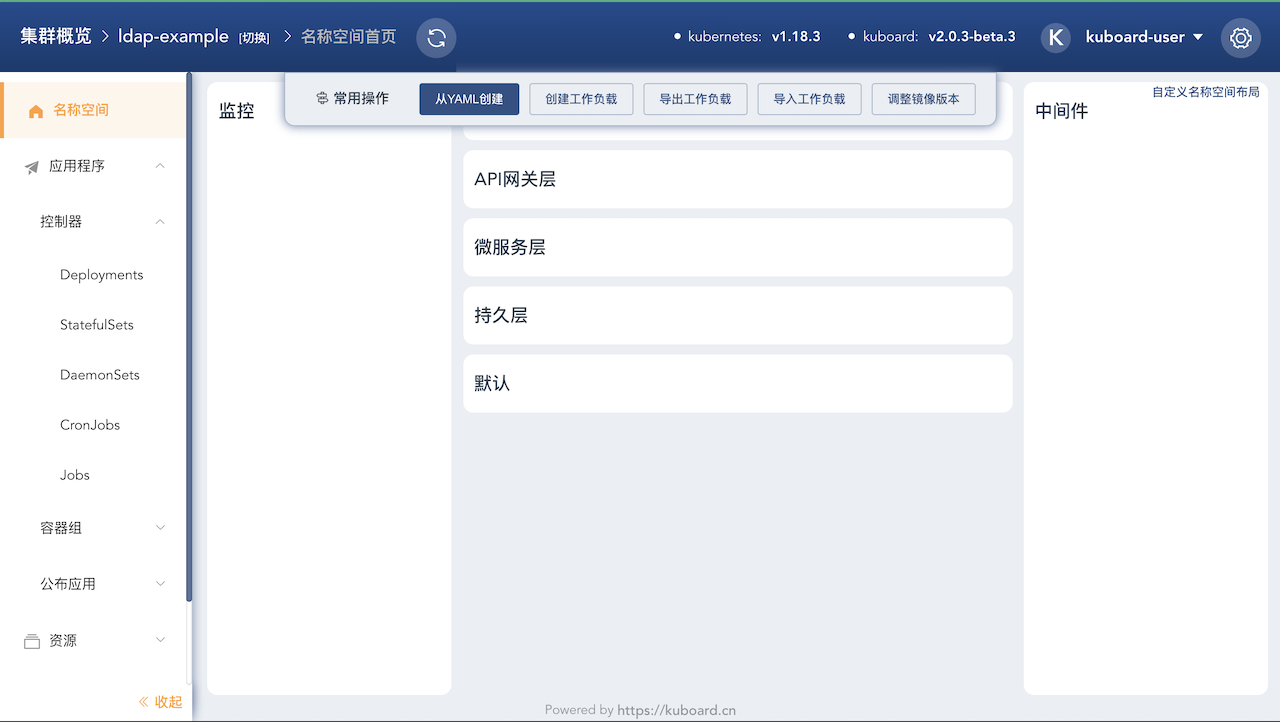 集群概览 > ldap-example [切换] > 名称空间首页
• kubernetes: v1.18.3 • kuboard: v2.0.3-beta.3
K kuboard-user
常用操作 从YAML创建 创建工作负载 导出工作负载 导入工作负载 调整镜像版本
自定义名称空间布局
名称空间
应用程序
控制器
Deployments
StatefulSets
DaemonSets
CronJobs
Jobs
容器组
公布应用
资源
收起
监控
API网关层
微服务层
持久层
默认
中间件
Powered by https://kuboard.cn